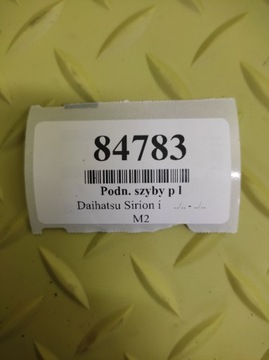 84783
Podn. szyby p l
Daihatsu Sirion i ../.. - ../..
M2